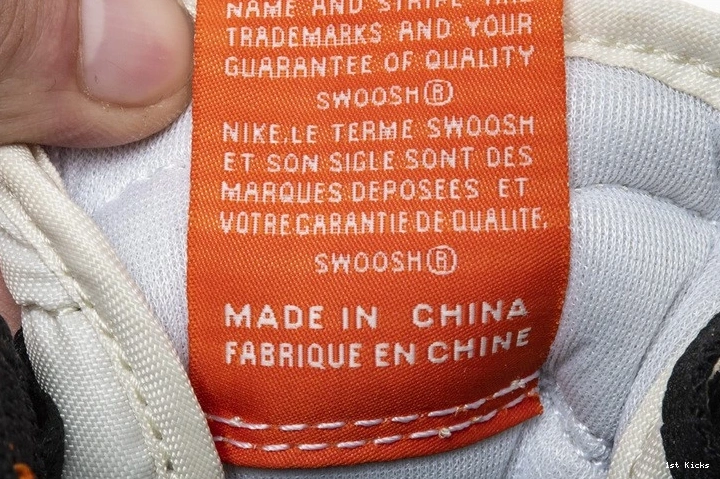 NAME AND STRIPE THE
TRADEMARKS AND YOUR
GUARANTEE OF QUALITY
SWOOSH®
NIKE.LE TERME SWOOSH
ET SON SIGLE SONT DES
MARQUES DEPOSEES ET
VOTRE GARANTIE DE QUALITE.
SWOOSH®
MADE IN CHINA
FABRIQUE EN CHINE
1st Kicks